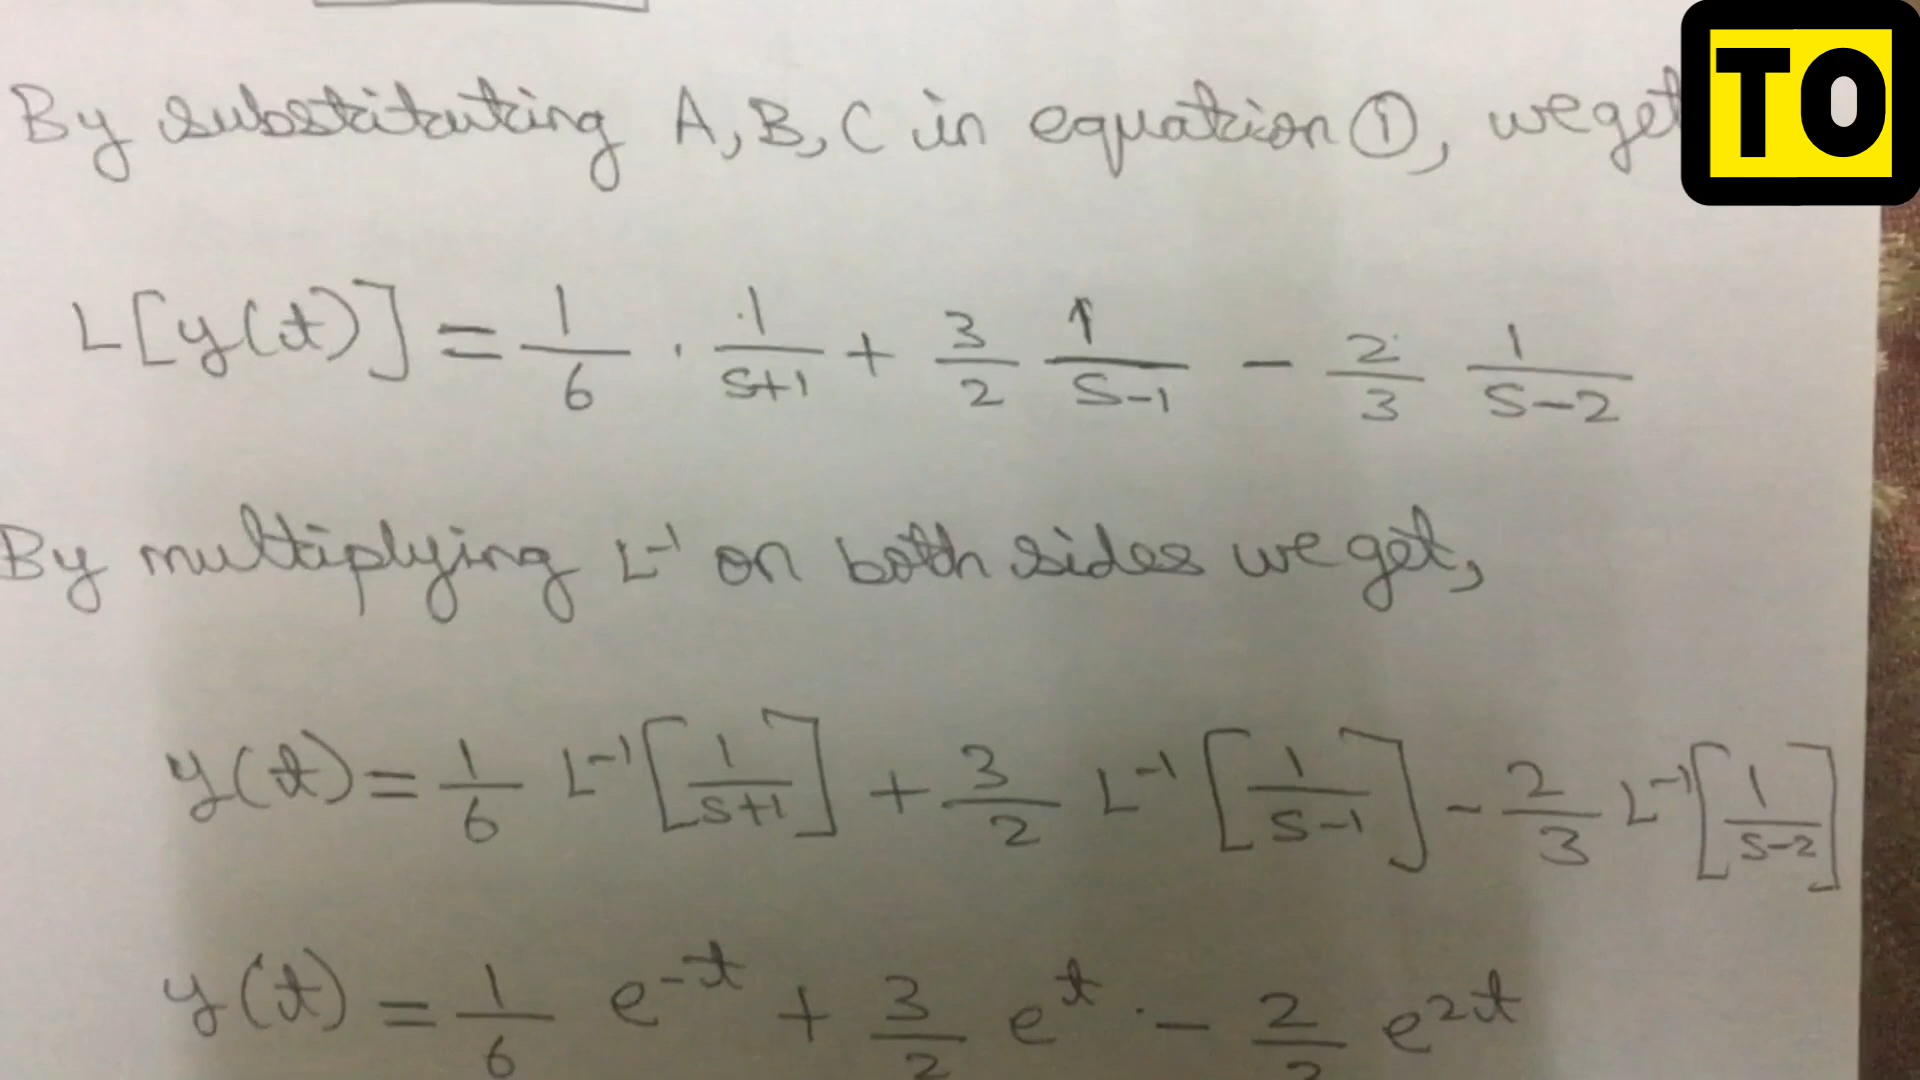 TO
By substituting A, B, C in equation ①, we get
L[y(t)] = 1/6 · 1/s+1 + 3/2 1/s-1 - 2/3 1/s-2
By multiplying L⁻¹ on both sides we get,
y(t) = 1/6 L⁻¹[1/s+1] + 3/2 L⁻¹[1/s-1] - 2/3 L⁻¹[1/s-2]
y(t) = 1/6 e^-t + 3/2 e^t - 2/3 e^2t